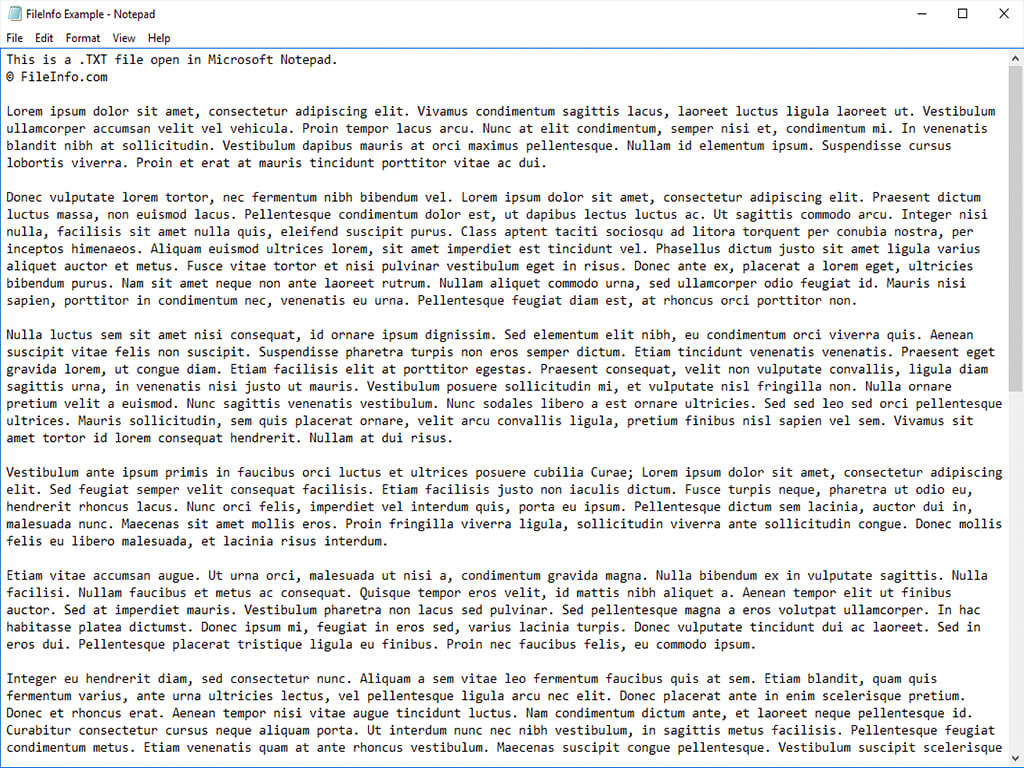 FileInfo Example - Notepad
File Edit Format View Help
This is a .TXT file open in Microsoft Notepad.
© FileInfo.com
Lorem ipsum dolor sit amet, consectetur adipiscing elit. Vivamus condimentum sagittis lacus, laoreet luctus ligula laoreet ut. Vestibulum
ullamcorper accumsan velit vel vehicula. Proin tempor lacus arcu. Nunc at elit condimentum, semper nisi et, condimentum mi. In venenatis
blandit nibh at sollicitudin. Vestibulum dapibus mauris at orci maximus pellentesque. Nullam id elementum ipsum. Suspendisse cursus
lobortis viverra. Proin et erat at mauris tincidunt porttitor vitae ac dui.
Donec vulputate lorem tortor, nec fermentum nibh bibendum vel. Lorem ipsum dolor sit amet, consectetur adipiscing elit. Praesent dictum
luctus massa, non euismod lacus. Pellentesque condimentum dolor est, ut dapibus lectus luctus ac. Ut sagittis commodo arcu. Integer nisi
nulla, facilisis sit amet nulla quis, eleifend suscipit purus. Class aptent taciti sociosqu ad litora torquent per conubia nostra, per
inceptos himenaeos. Aliquam euismod ultrices lorem, sit amet imperdiet est tincidunt vel. Phasellus dictum justo sit amet ligula varius
aliquet auctor et metus. Fusce vitae tortor et nisi pulvinar vestibulum eget in risus. Donec ante ex, placerat a lorem eget, ultricies
bibendum purus. Nam sit amet neque non ante laoreet rutrum. Nullam aliquet commodo urna, sed ullamcorper odio feugiat id. Mauris nisi
sapien, porttitor in condimentum nec, venenatis eu urna. Pellentesque feugiat diam est, at rhoncus orci porttitor non.
Nulla luctus sem sit amet nisi consequat, id ornare ipsum dignissim. Sed elementum elit nibh, eu condimentum orci viverra quis. Aenean
suscipit vitae felis non suscipit. Suspendisse pharetra turpis non eros semper dictum. Etiam tincidunt venenatis venenatis. Praesent eget
gravida lorem, ut congue diam. Etiam facilisis elit at porttitor egestas. Praesent consequat, velit non vulputate convallis, ligula diam
sagittis urna, in venenatis nisi justo ut mauris. Vestibulum posuere sollicitudin mi, et vulputate nisl fringilla non. Nulla ornare
pretium velit a euismod. Nunc sagittis venenatis vestibulum. Nunc sodales libero a est ornare ultricies. Sed sed leo sed orci pellentesque
ultrices. Mauris sollicitudin, sem quis placerat ornare, velit arcu convallis ligula, pretium finibus nisl sapien vel sem. Vivamus sit
amet tortor id lorem consequat hendrerit. Nullam at dui risus.
Vestibulum ante ipsum primis in faucibus orci luctus et ultrices posuere cubilia Curae; Lorem ipsum dolor sit amet, consectetur adipiscing
elit. Sed feugiat semper velit consequat facilisis. Etiam facilisis justo non iaculis dictum. Fusce turpis neque, pharetra ut odio eu,
hendrerit rhoncus lacus. Nunc orci felis, imperdiet vel interdum quis, porta eu ipsum. Pellentesque dictum sem lacinia, auctor dui in,
malesuada nunc. Maecenas sit amet mollis eros. Proin fringilla viverra ligula, sollicitudin viverra ante sollicitudin congue. Donec mollis
felis eu libero malesuada, et lacinia risus interdum.
Etiam vitae accumsan augue. Ut urna orci, malesuada ut nisi a, condimentum gravida magna. Nulla bibendum ex in vulputate sagittis. Nulla
facilisi. Nullam faucibus et metus ac consequat. Quisque tempor eros velit, id mattis nibh aliquet a. Aenean tempor elit ut finibus
auctor. Sed at imperdiet mauris. Vestibulum pharetra non lacus sed pulvinar. Sed pellentesque magna a eros volutpat ullamcorper. In hac
habitasse platea dictumst. Donec ipsum mi, feugiat in eros sed, varius lacinia turpis. Donec vulputate tincidunt dui ac laoreet. Sed in
eros dui. Pellentesque placerat tristique ligula eu finibus. Proin nec faucibus felis, eu commodo ipsum.
Integer eu hendrerit diam, sed consectetur nunc. Aliquam a sem vitae leo fermentum faucibus quis at sem. Etiam blandit, quam quis
fermentum varius, ante urna ultricies lectus, vel pellentesque ligula arcu nec elit. Donec placerat ante in enim scelerisque pretium.
Donec et rhoncus erat. Aenean tempor nisi vitae augue tincidunt luctus. Nam condimentum dictum ante, et laoreet neque pellentesque id.
Curabitur consectetur cursus neque aliquam porta. Ut interdum nunc nec nibh vestibulum, in sagittis metus facilisis. Pellentesque feugiat
condimentum metus. Etiam venenatis quam at ante rhoncus vestibulum. Maecenas suscipit congue pellentesque. Vestibulum suscipit scelerisque